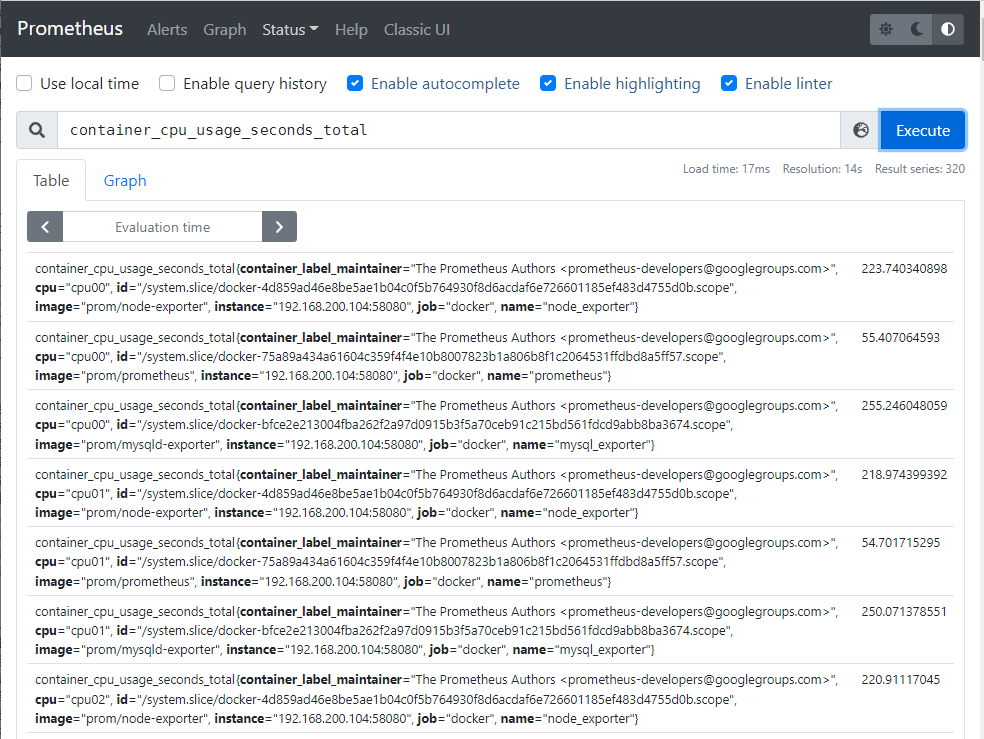 Prometheus Alerts Graph Status Help Classic UI
Use local time Enable query history Enable autocomplete Enable highlighting Enable linter
container_cpu_usage_seconds_total Execute
Table Graph Load time: 17ms Resolution: 14s Result series: 320
Evaluation time
container_cpu_usage_seconds_total{container_label_maintainer="The Prometheus Authors <prometheus-developers@googlegroups.com>", 223.740340898
cpu="cpu00", id="/system.slice/docker-4d859ad46e8be5ae1b04c0f5b764930f8d6acdaf6e726601185ef483d4755d0b.scope",
image="prom/node-exporter", instance="192.168.200.104:58080", job="docker", name="node_exporter"}
container_cpu_usage_seconds_total{container_label_maintainer="The Prometheus Authors <prometheus-developers@googlegroups.com>", 55.407064593
cpu="cpu00", id="/system.slice/docker-75a89a434a61604c359f4f4e10b8007823b1a806b8f1c2064531ffdbd8a5ff57.scope",
image="prom/prometheus", instance="192.168.200.104:58080", job="docker", name="prometheus"}
container_cpu_usage_seconds_total{container_label_maintainer="The Prometheus Authors <prometheus-developers@googlegroups.com>", 255.246048059
cpu="cpu00", id="/system.slice/docker-bfce2e213004fba262f2a97d0915b3f5a70ceb91c215bd561fdcd9abb8ba3674.scope",
image="prom/mysqld-exporter", instance="192.168.200.104:58080", job="docker", name="mysql_exporter"}
container_cpu_usage_seconds_total{container_label_maintainer="The Prometheus Authors <prometheus-developers@googlegroups.com>", 218.974399392
cpu="cpu01", id="/system.slice/docker-4d859ad46e8be5ae1b04c0f5b764930f8d6acdaf6e726601185ef483d4755d0b.scope",
image="prom/node-exporter", instance="192.168.200.104:58080", job="docker", name="node_exporter"}
container_cpu_usage_seconds_total{container_label_maintainer="The Prometheus Authors <prometheus-developers@googlegroups.com>", 54.701715295
cpu="cpu01", id="/system.slice/docker-75a89a434a61604c359f4f4e10b8007823b1a806b8f1c2064531ffdbd8a5ff57.scope",
image="prom/prometheus", instance="192.168.200.104:58080", job="docker", name="prometheus"}
container_cpu_usage_seconds_total{container_label_maintainer="The Prometheus Authors <prometheus-developers@googlegroups.com>", 250.071378551
cpu="cpu01", id="/system.slice/docker-bfce2e213004fba262f2a97d0915b3f5a70ceb91c215bd561fdcd9abb8ba3674.scope",
image="prom/mysqld-exporter", instance="192.168.200.104:58080", job="docker", name="mysql_exporter"}
container_cpu_usage_seconds_total{container_label_maintainer="The Prometheus Authors <prometheus-developers@googlegroups.com>", 220.91117045
cpu="cpu02", id="/system.slice/docker-4d859ad46e8be5ae1b04c0f5b764930f8d6acdaf6e726601185ef483d4755d0b.scope",
image="prom/node-exporter", instance="192.168.200.104:58080", job="docker", name="node_exporter"}